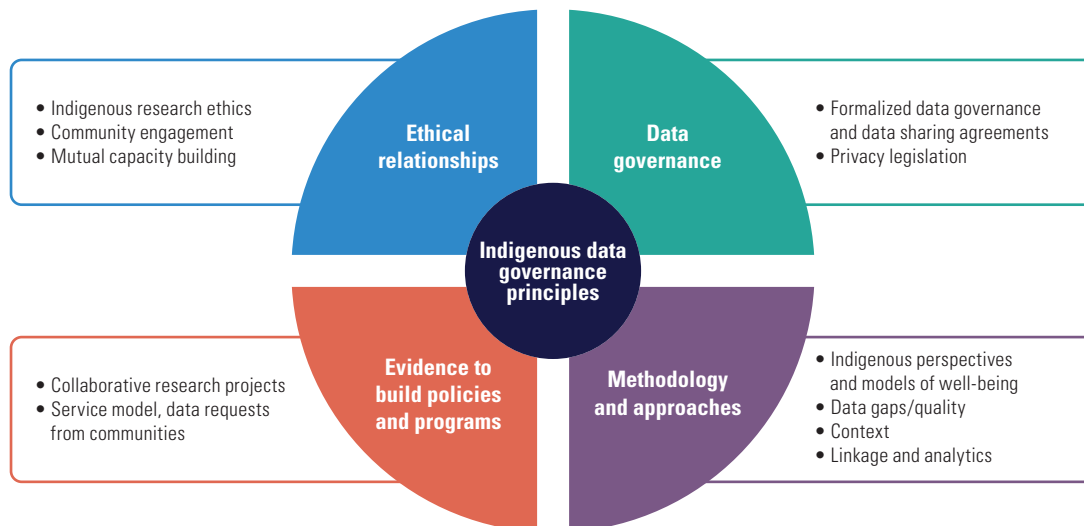 • Indigenous research ethics
• Community engagement
• Mutual capacity building
Ethical
relationships
Data
governance
• Formalized data governance
and data sharing agreements
• Privacy legislation
Indigenous data
governance
principles
• Collaborative research projects
• Service model, data requests
from communities
Evidence to
build policies
and programs
Methodology
and approaches
• Indigenous perspectives
and models of well-being
• Data gaps/quality
• Context
• Linkage and analytics